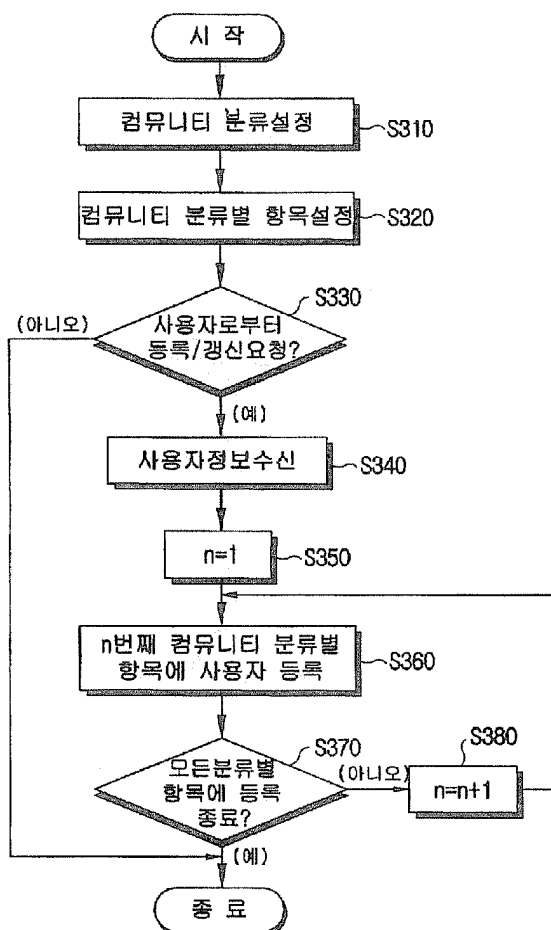 시 작
컴뮤니티 분류설정
S310
컴뮤니티 분류별 항목설정
S320
S330
(아니오)
사용자로부터
등록/갱신요청?
(예)
사용자정보수신
S340
n=1
S350
n번째 컴뮤니티 분류별
항목에 사용자 등록
S360
S370
모든분류별
항목에 등록
종료?
(아니오)
S380
n=n+1
(예)
종 료